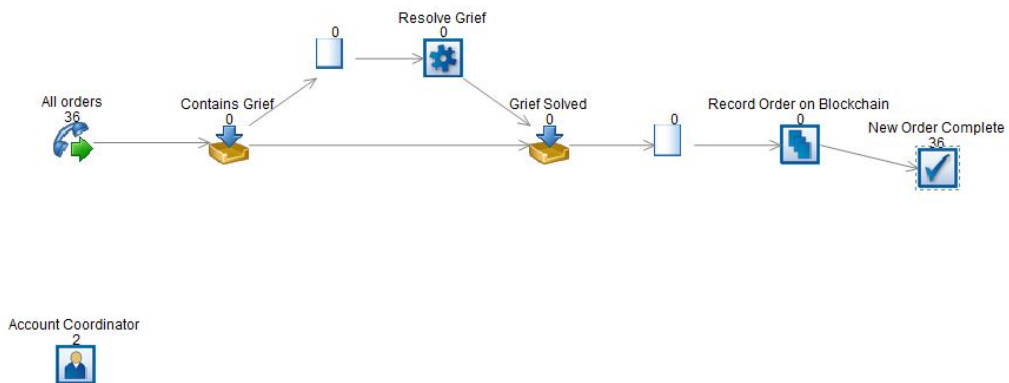 Resolve Grief
0
0
All orders
36
Contains Grief
0
Grief Solved
0
0
Record Order on Blockchain
0
New Order Complete
36
Account Coordinator
2